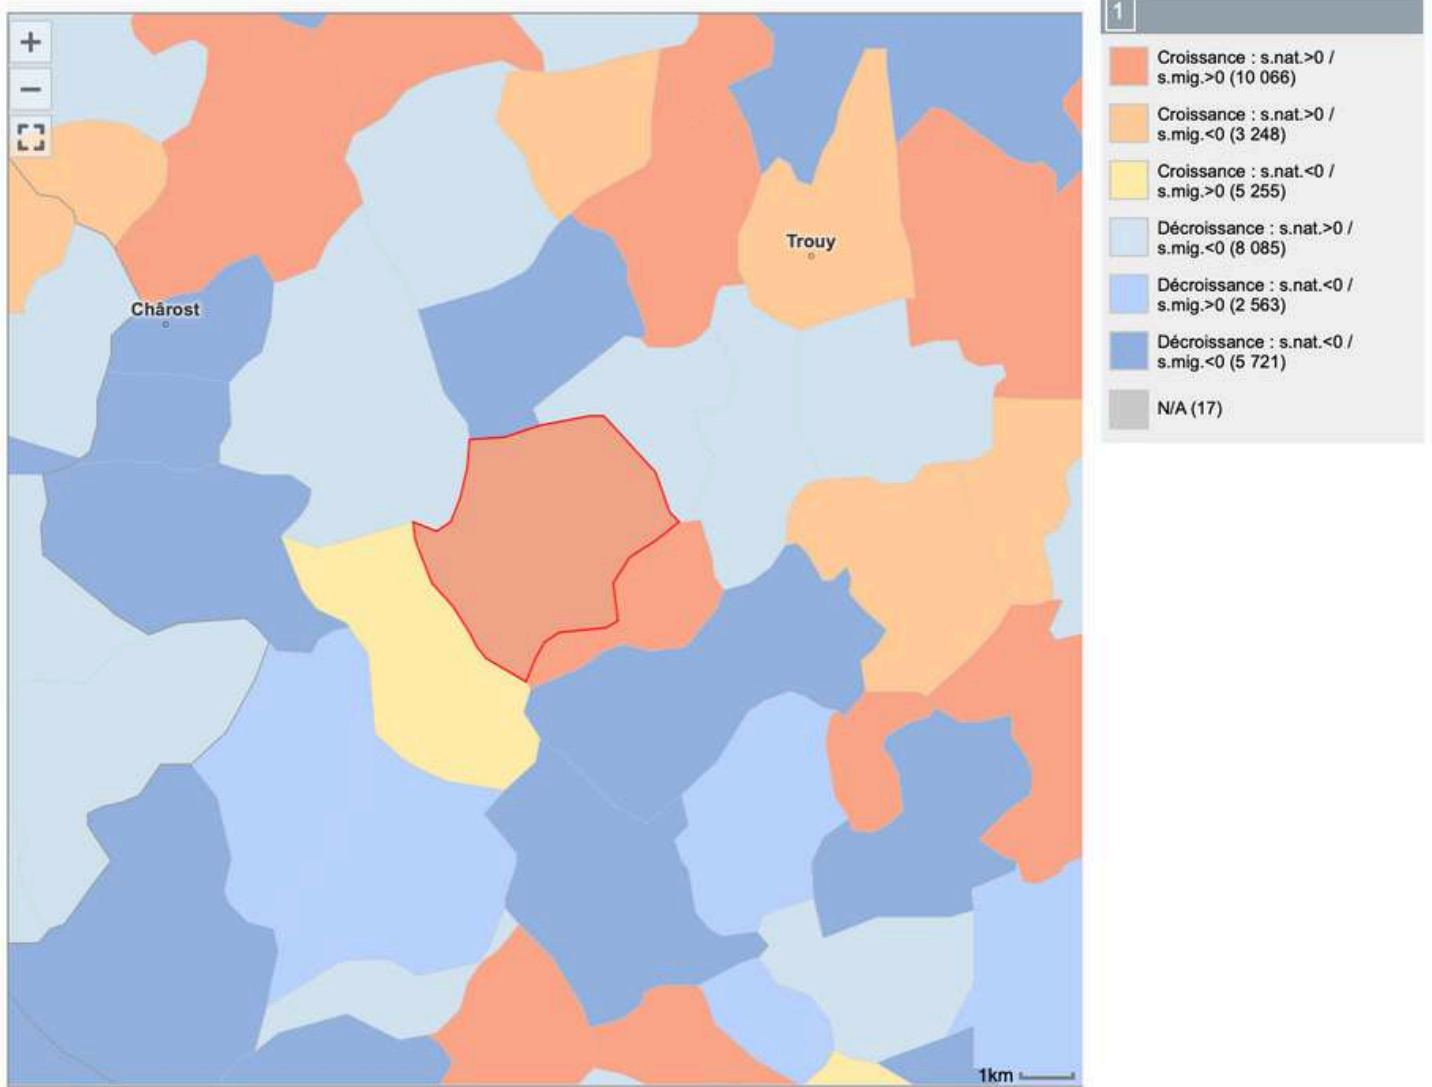 1
+
−
Croissance : s.nat.>0 /
s.mig.>0 (10 066)
Croissance : s.nat.>0 /
s.mig.<0 (3 248)
Croissance : s.nat.<0 /
s.mig.>0 (5 255)
Décroissance : s.nat.>0 /
s.mig.<0 (8 085)
Décroissance : s.nat.<0 /
s.mig.>0 (2 563)
Décroissance : s.nat.<0 /
s.mig.<0 (5 721)
N/A (17)
Trouy
Chârost
1km